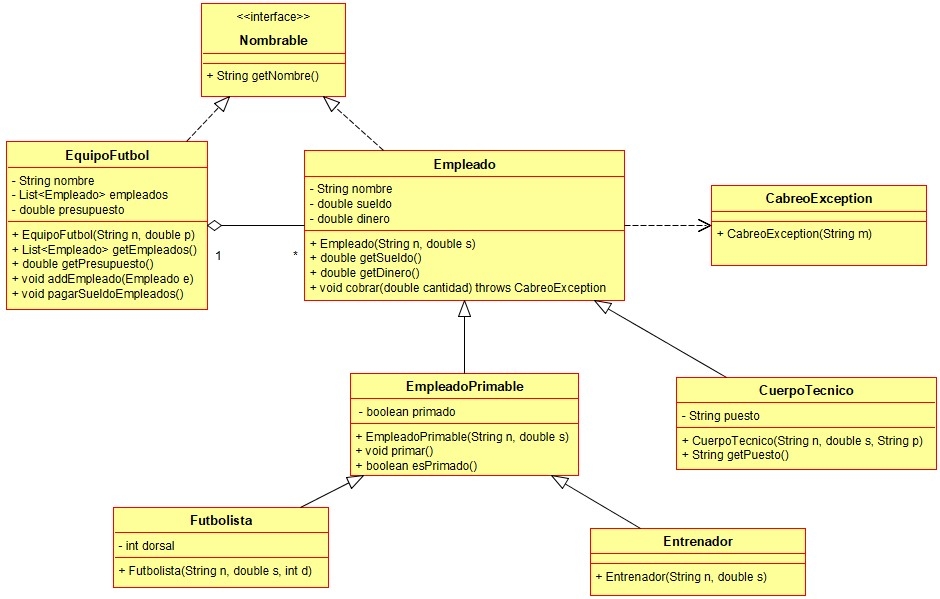 <<interface>>
Nombrable
+ String getNombre()
EquipoFutbol
- String nombre
- List<Empleado> empleados
- double presupuesto
+ EquipoFutbol(String n, double p)
+ List<Empleado> getEmpleados()
+ double getPresupuesto()
+ void addEmpleado(Empleado e)
+ void pagarSueldoEmpleados()
1
*
Empleado
- String nombre
- double sueldo
- double dinero
+ Empleado(String n, double s)
+ double getSueldo()
+ double getDinero()
+ void cobrar(double cantidad) throws CabreoException
CabreoException
+ CabreoException(String m)
EmpleadoPrimable
- boolean primado
+ EmpleadoPrimable(String n, double s)
+ void primar()
+ boolean esPrimado()
CuerpoTecnico
- String puesto
+ CuerpoTecnico(String n, double s, String p)
+ String getPuesto()
Futbolista
- int dorsal
+ Futbolista(String n, double s, int d)
Entrenador
+ Entrenador(String n, double s)